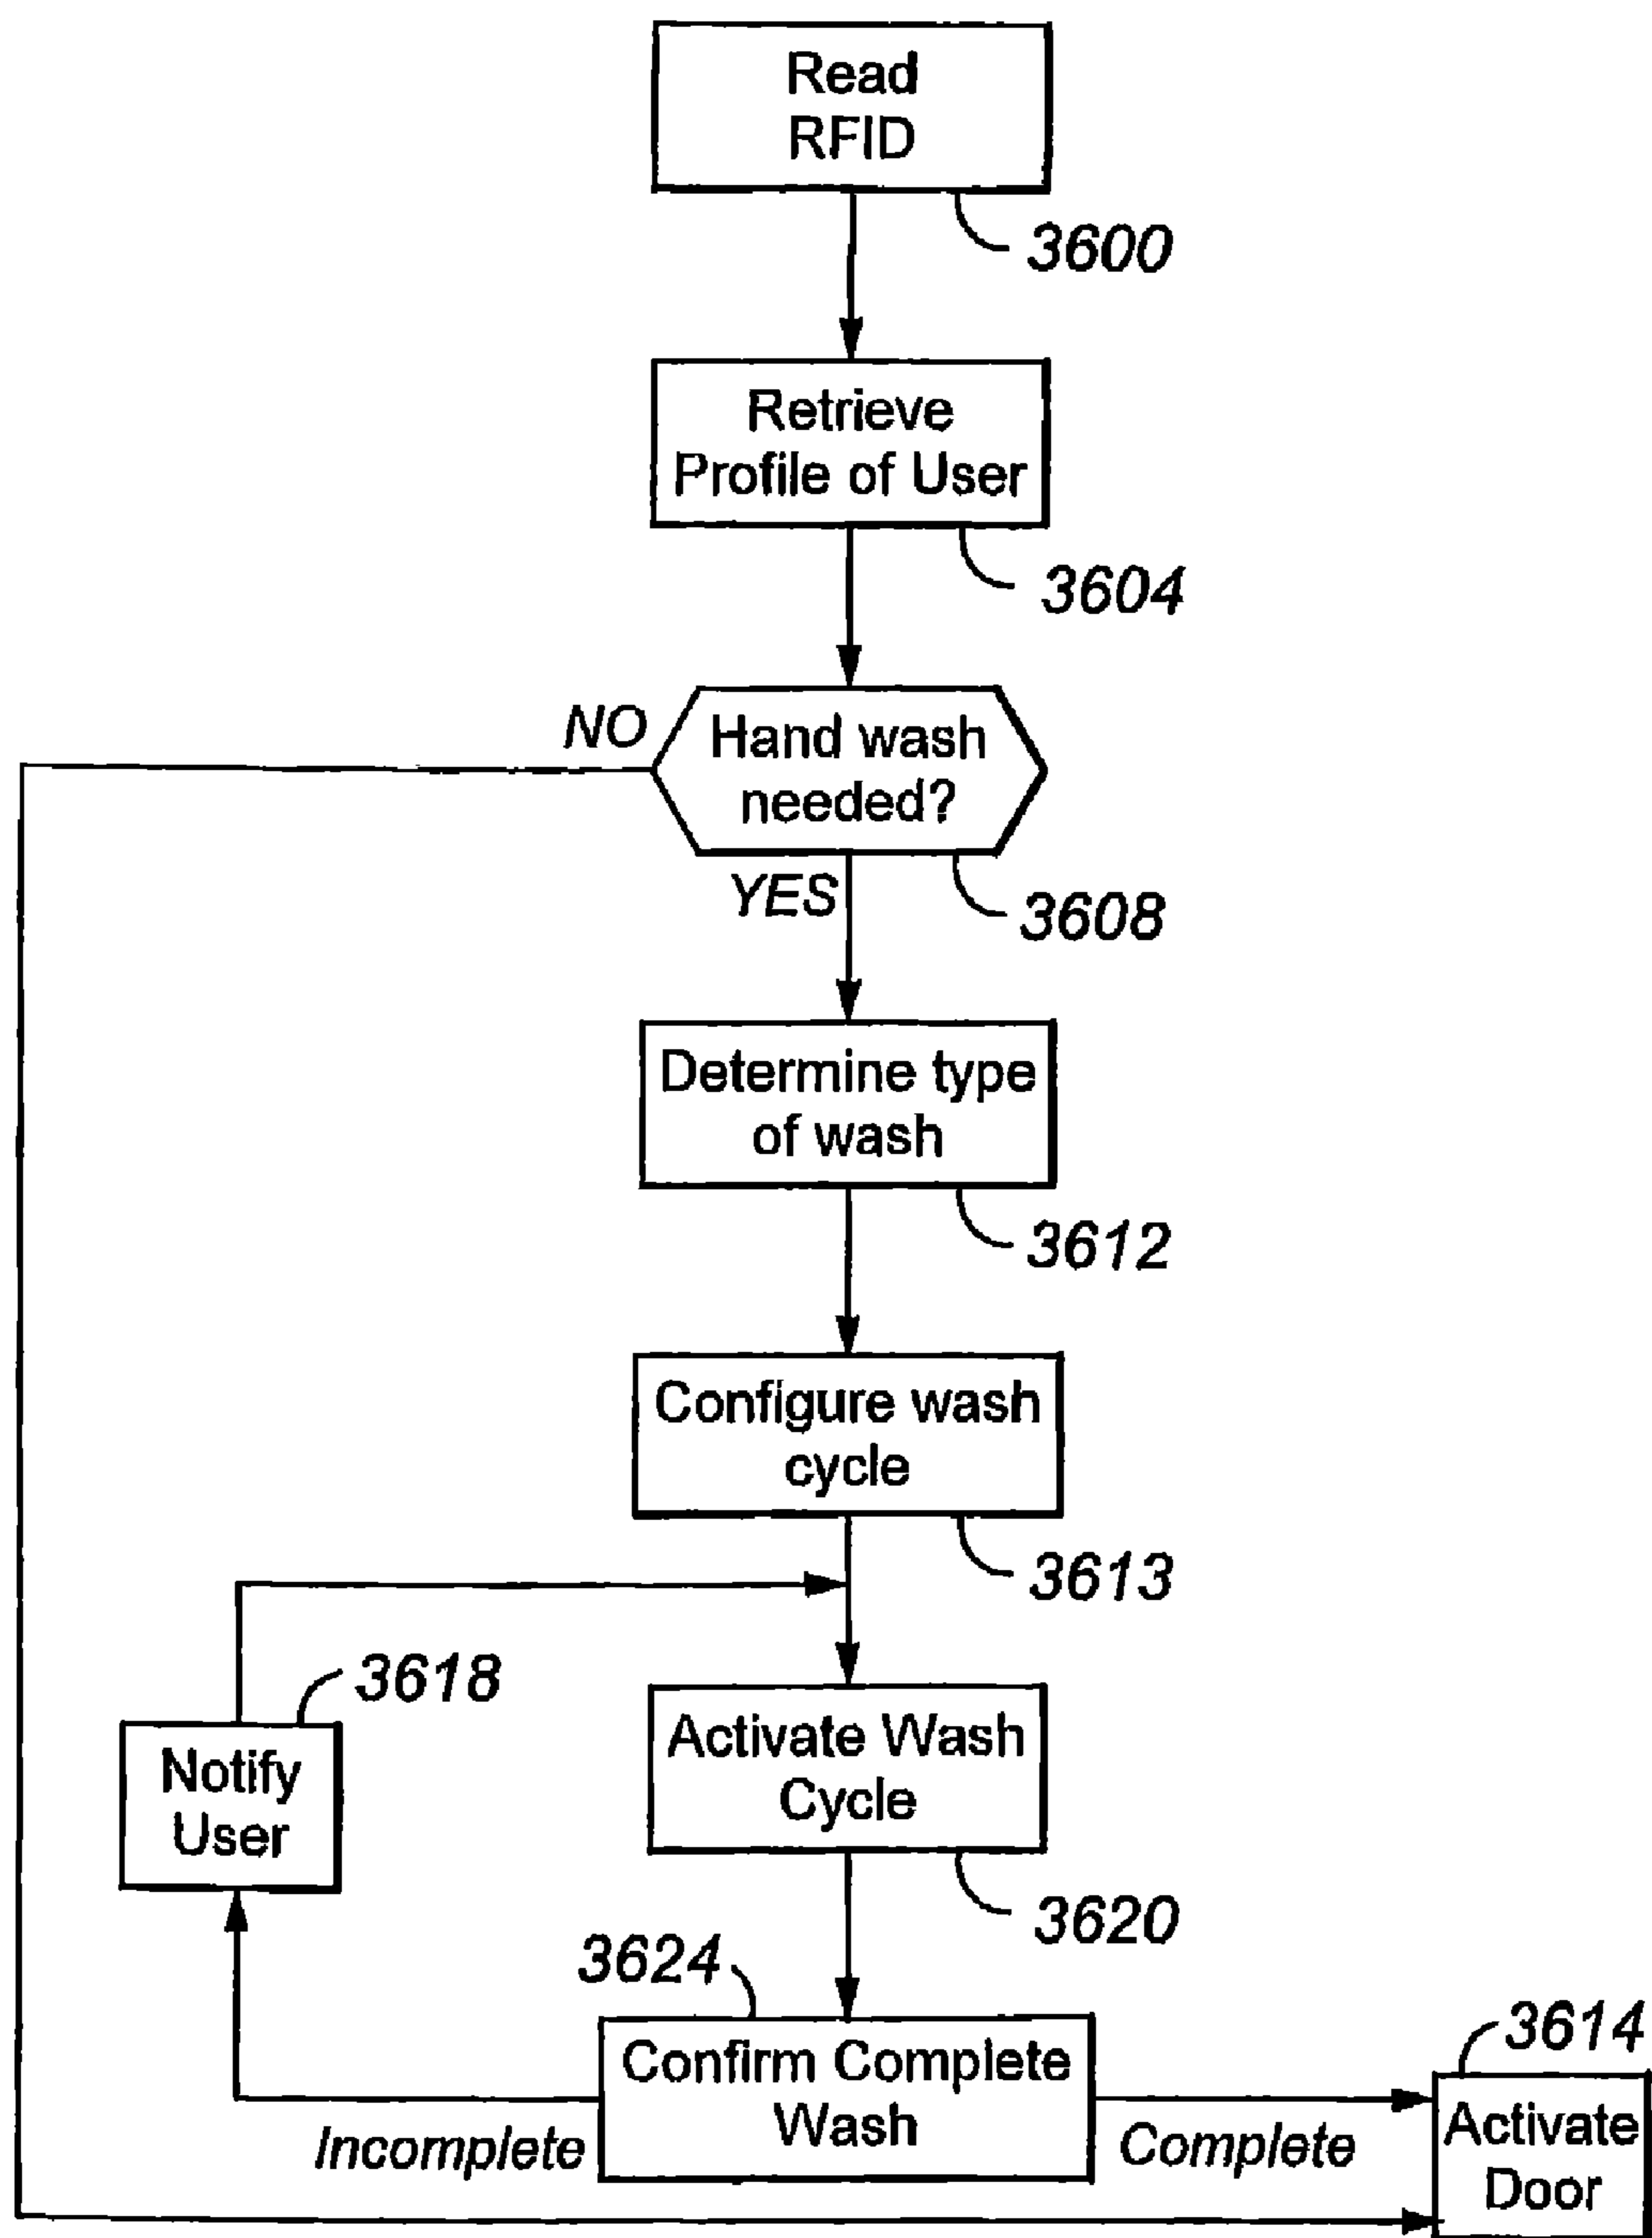 Read
RFID
3600
Retrieve
Profile of User
3604
NO
Hand wash
needed?
YES
3608
Determine type
of wash
3612
Configure wash
cycle
3613
3618
Notify
User
Activate Wash
Cycle
3620
3624
Confirm Complete
Wash
Incomplete
Complete
3614
Activate
Door